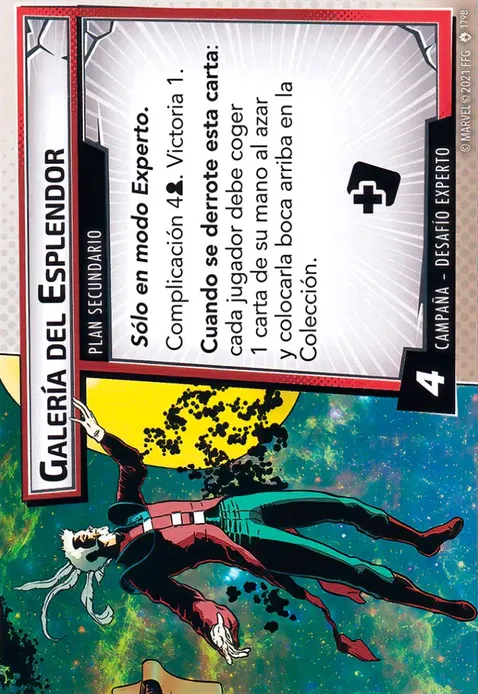 GALERÍA DEL ESPLENDOR
PLAN SECUNDARIO
Sólo en modo Experto.
Complicación 4. Victoria 1.
Cuando se derrote esta carta:
cada jugador debe coger
1 carta de su mano al azar
y colocarla boca arriba en la
Colección.
4
CAMPAÑA - DESAFÍO EXPERTO
© MARVEL © 2021 FFG 1798